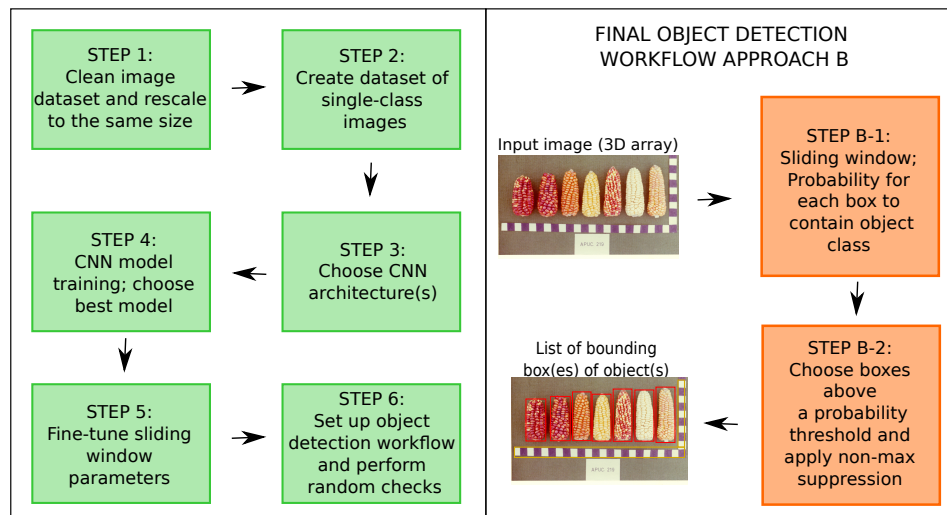 STEP 1:
Clean image
dataset and rescale
to the same size
STEP 2:
Create dataset of
single-class
images
STEP 3:
Choose CNN
architecture(s)
STEP 4:
CNN model
training; choose
best model
STEP 5:
Fine-tune sliding
window
parameters
STEP 6:
Set up object
detection workflow
and perform
random checks
FINAL OBJECT DETECTION
WORKFLOW APPROACH B
Input image (3D array)
APUC
STEP B-1:
Sliding window;
Probability for
each box to
contain object
class
STEP B-2:
Choose boxes
above
a probability
threshold and
apply non-max
suppression
List of bounding
box(es) of object(s)
APUC